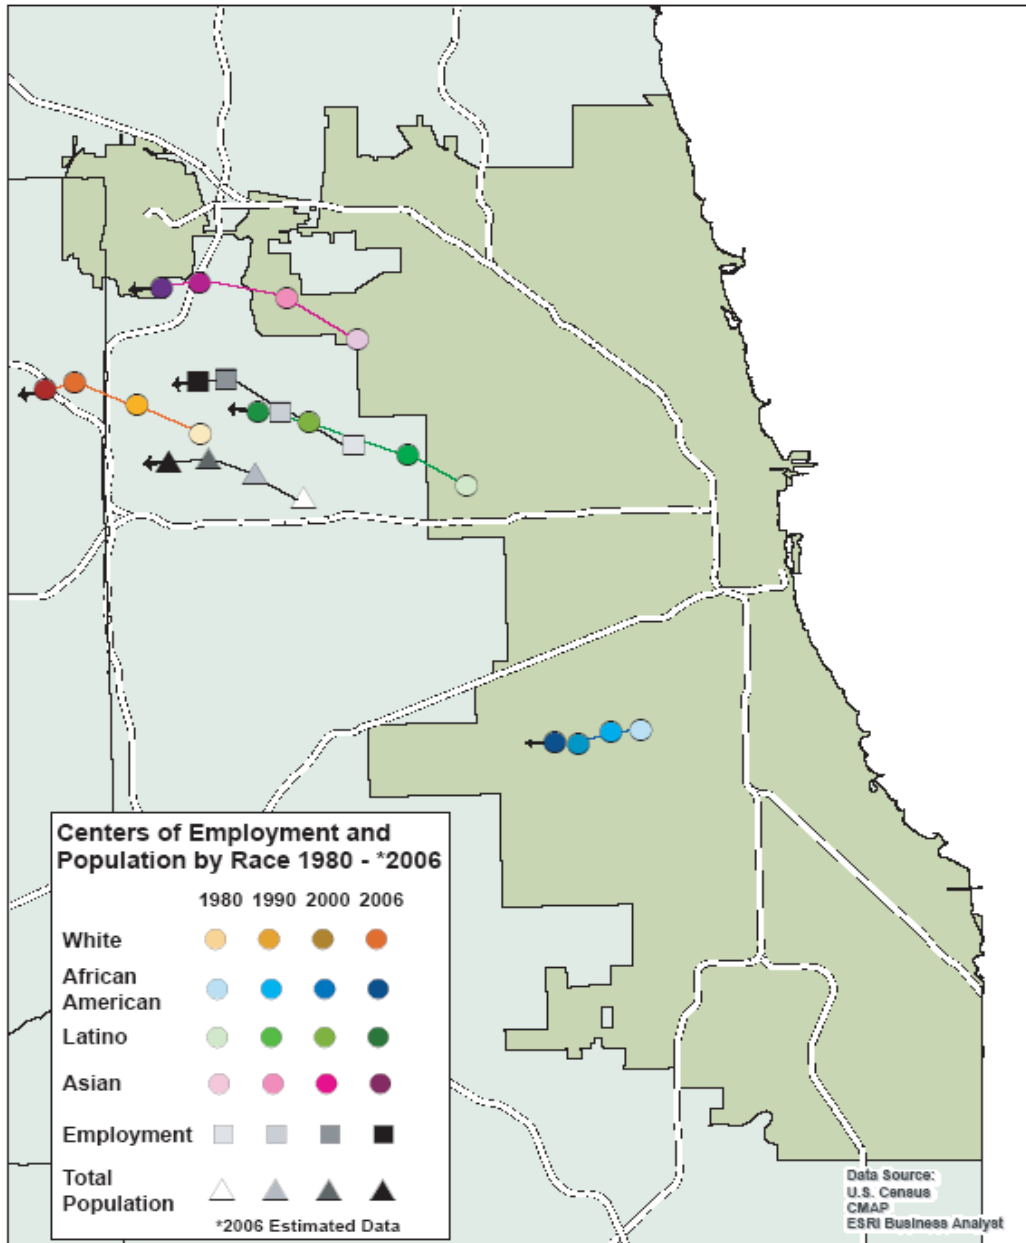 Centers of Employment and
Population by Race 1980 - *2006
1980 1990 2000 2006
White
African
American
Latino
Asian
Employment
Total
Population
*2006 Estimated Data
Data Source:
U.S. Census
CMAP
ESRI Business Analyst